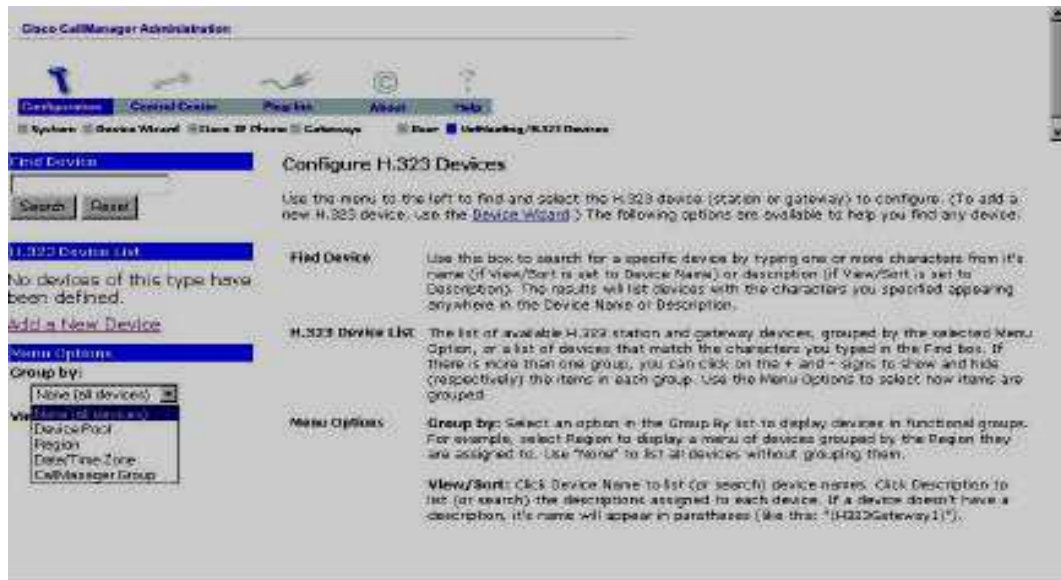 Cisco CallManager Administration
Configuration Control Center Plug-Ins About Help
System Device Wizard Cisco IP Phone Gateways User NetMeeting/H.323 Devices
Find Device
Search Reset
H.323 Device List
No devices of this type have
been defined.
Add a New Device
Menu Options
Group by:
None (all devices)
None (all devices)
Device Pool
Region
Date/Time Zone
CallManager Group
Configure H.323 Devices
Use the menu to the left to find and select the H.323 device (station or gateway) to configure. (To add a
new H.323 device, use the Device Wizard.) The following options are available to help you find any device.
Find Device
Use this box to search for a specific device by typing one or more characters from it's
name (if View/Sort is set to Device Name) or description (if View/Sort is set to
Description). The results will list devices with the characters you specified appearing
anywhere in the Device Name or Description.
H.323 Device List
The list of available H.323 station and gateway devices, grouped by the selected Menu
Option, or a list of devices that match the characters you typed in the Find box. If
there is more than one group, you can click on the + and - signs to show and hide
(respectively) the items in each group. Use the Menu Options to select how items are
grouped.
Menu Options
Group by: Select an option in the Group By list to display devices in functional groups.
For example, select Region to display a menu of devices grouped by the Region they
are assigned to. Use "None" to list all devices without grouping them.
View/Sort: Click Device Name to list (or search) device names. Click Description to
list (or search) the descriptions assigned to each device. If a device doesn't have a
description, it's name will appear in parentheses (like this: "(H323Gateway1)").